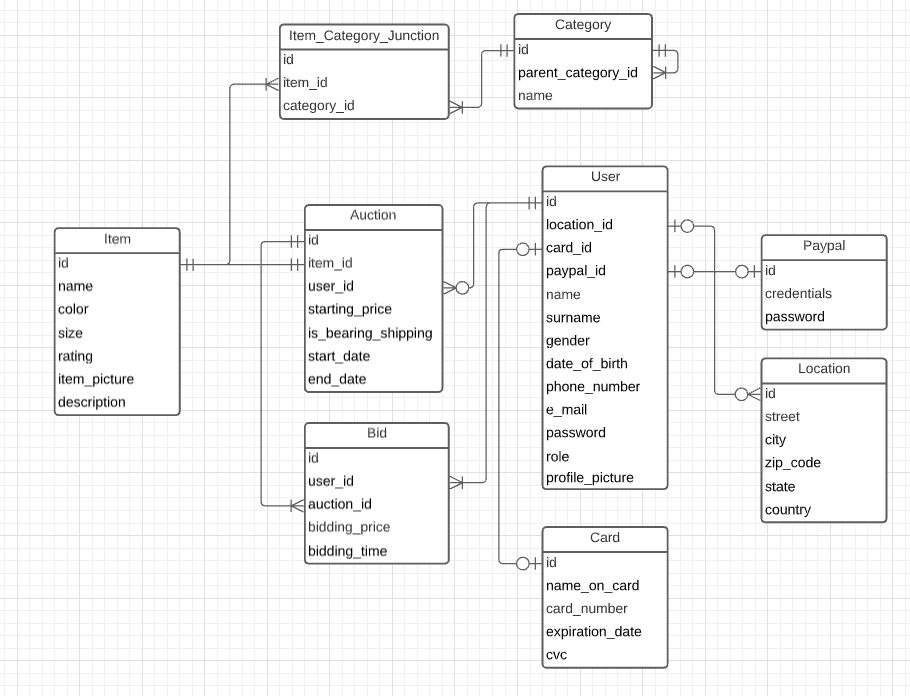 Item_Category_Junction
id
item_id
category_id
Category
id
parent_category_id
name
Item
id
name
color
size
rating
item_picture
description
Auction
id
item_id
user_id
starting_price
is_bearing_shipping
start_date
end_date
Bid
id
user_id
auction_id
bidding_price
bidding_time
User
id
location_id
card_id
paypal_id
name
surname
gender
date_of_birth
phone_number
e_mail
password
role
profile_picture
Card
id
name_on_card
card_number
expiration_date
cvc
Paypal
id
credentials
password
Location
id
street
city
zip_code
state
country